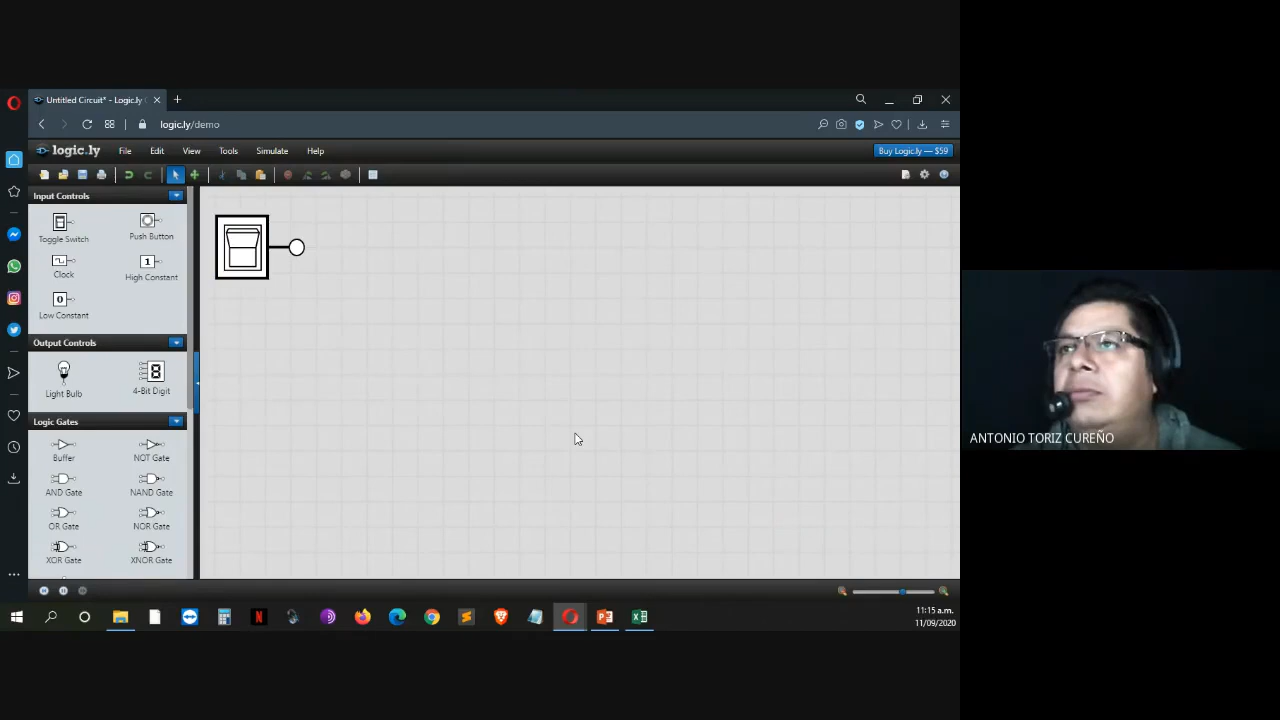 Untitled Circuit* - Logic.ly
logic.ly/demo
logic.ly File Edit View Tools Simulate Help Buy Logic.ly — $59
Input Controls
Toggle Switch Push Button
Clock High Constant
Low Constant
Output Controls
Light Bulb 4-Bit Digit
Logic Gates
Buffer NOT Gate
AND Gate NAND Gate
OR Gate NOR Gate
XOR Gate XNOR Gate
ANTONIO TORIZ CUREÑO
11:15 a.m.
11/09/2020